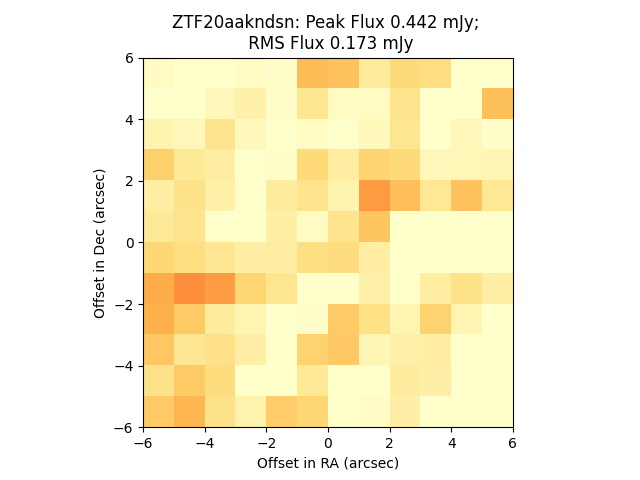 ZTF20aakndsn: Peak Flux 0.442 mJy;
RMS Flux 0.173 mJy
6
4
2
0
−2
−4
−6
Offset in Dec (arcsec)
−6 −4 −2 0 2 4 6
Offset in RA (arcsec)